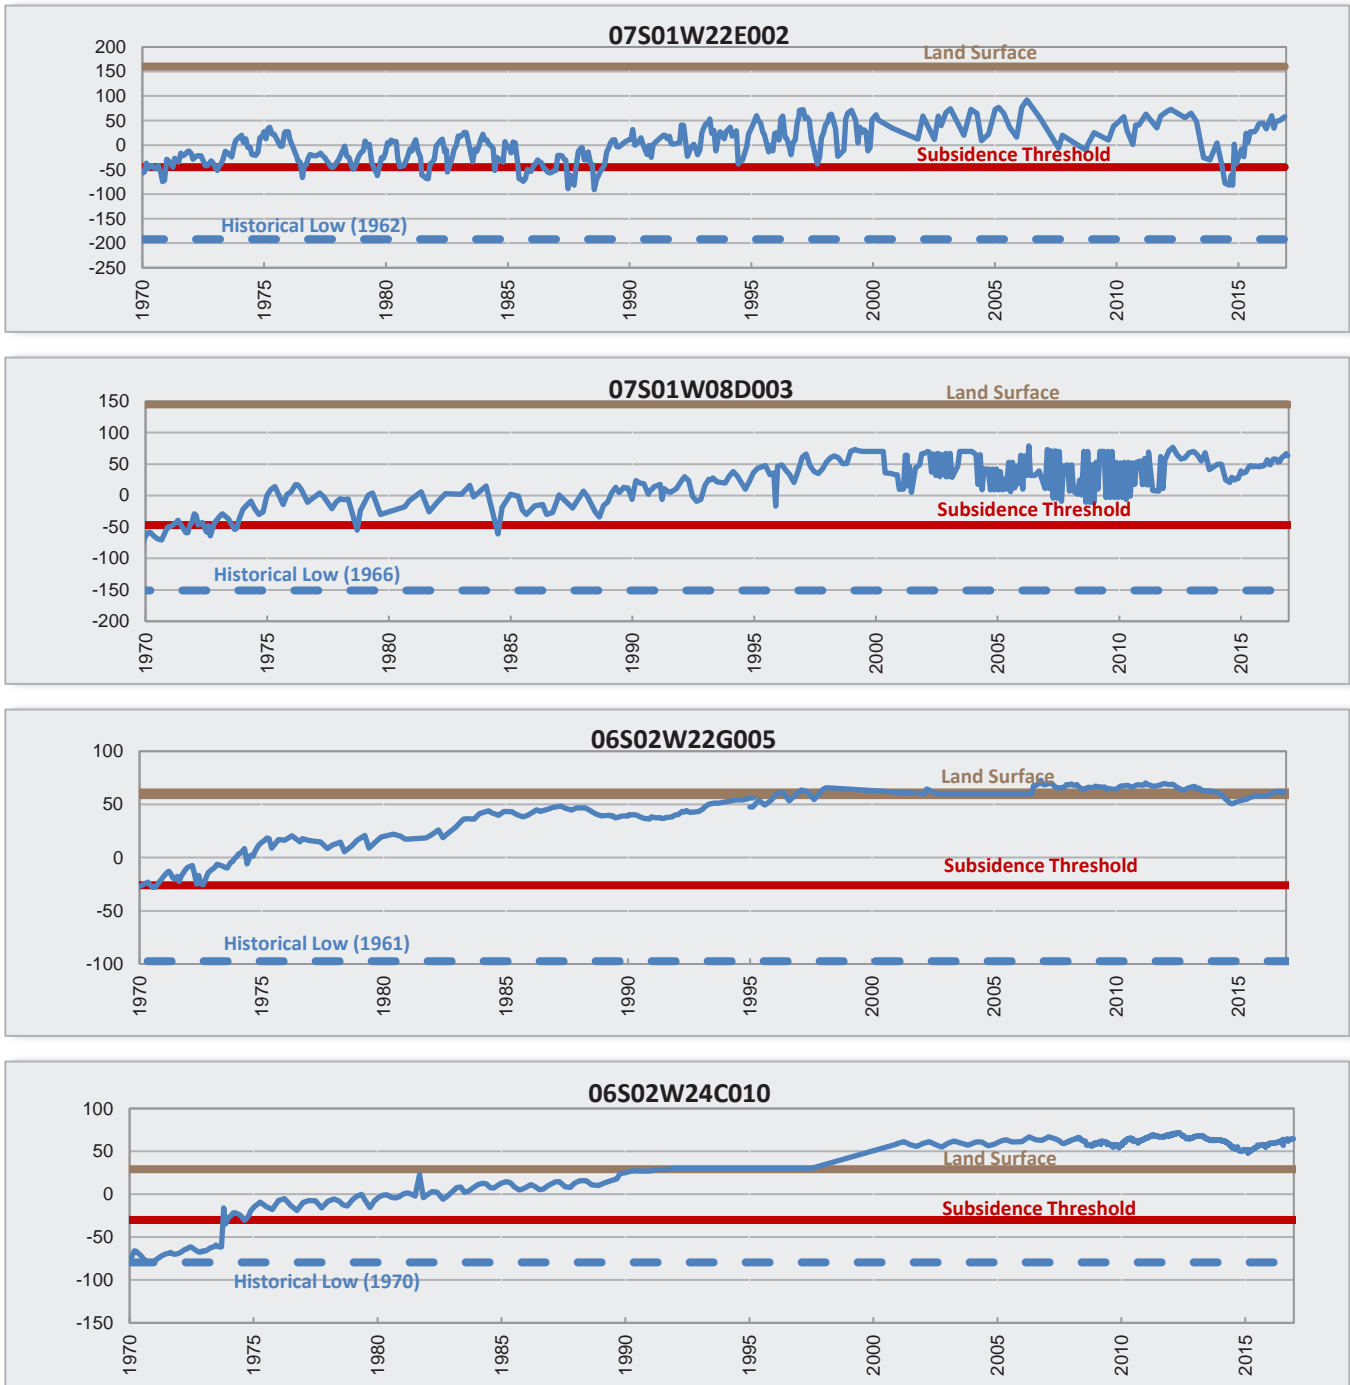 07S01W22E002
200
150
100
50
0
-50
-100
-150
-200
-250
Land Surface
Subsidence Threshold
Historical Low (1962)
1970 1975 1980 1985 1990 1995 2000 2005 2010 2015
07S01W08D003
150
100
50
0
-50
-100
-150
-200
Land Surface
Subsidence Threshold
Historical Low (1966)
1970 1975 1980 1985 1990 1995 2000 2005 2010 2015
06S02W22G005
100
50
0
-50
-100
Land Surface
Subsidence Threshold
Historical Low (1961)
1970 1975 1980 1985 1990 1995 2000 2005 2010 2015
06S02W24C010
100
50
0
-50
-100
-150
Land Surface
Subsidence Threshold
Historical Low (1970)
1970 1975 1980 1985 1990 1995 2000 2005 2010 2015